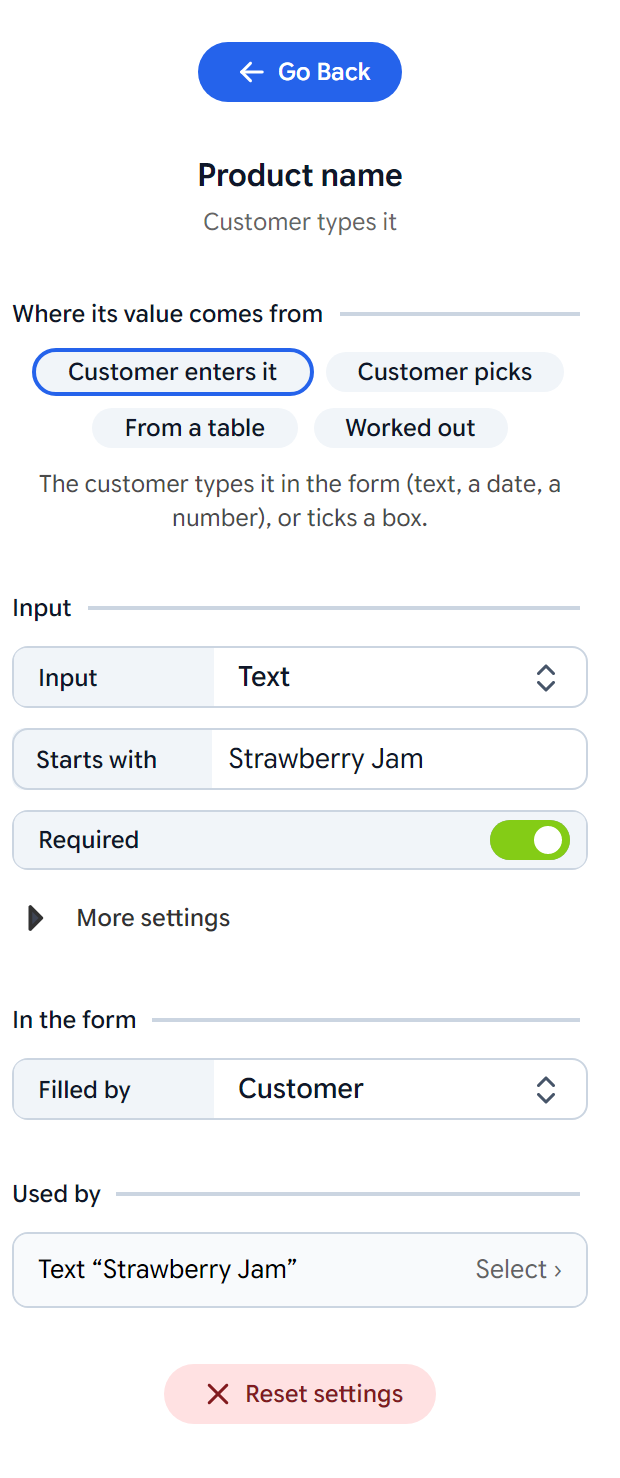 Go Back
Product name
Customer types it
Where its value comes from
Customer enters it
Customer picks
From a table
Worked out
The customer types it in the form (text, a date, a
number), or ticks a box.
Input
Input
Text
Starts with
Strawberry Jam
Required
More settings
In the form
Filled by
Customer
Used by
Text “Strawberry Jam”
Select ›
Reset settings